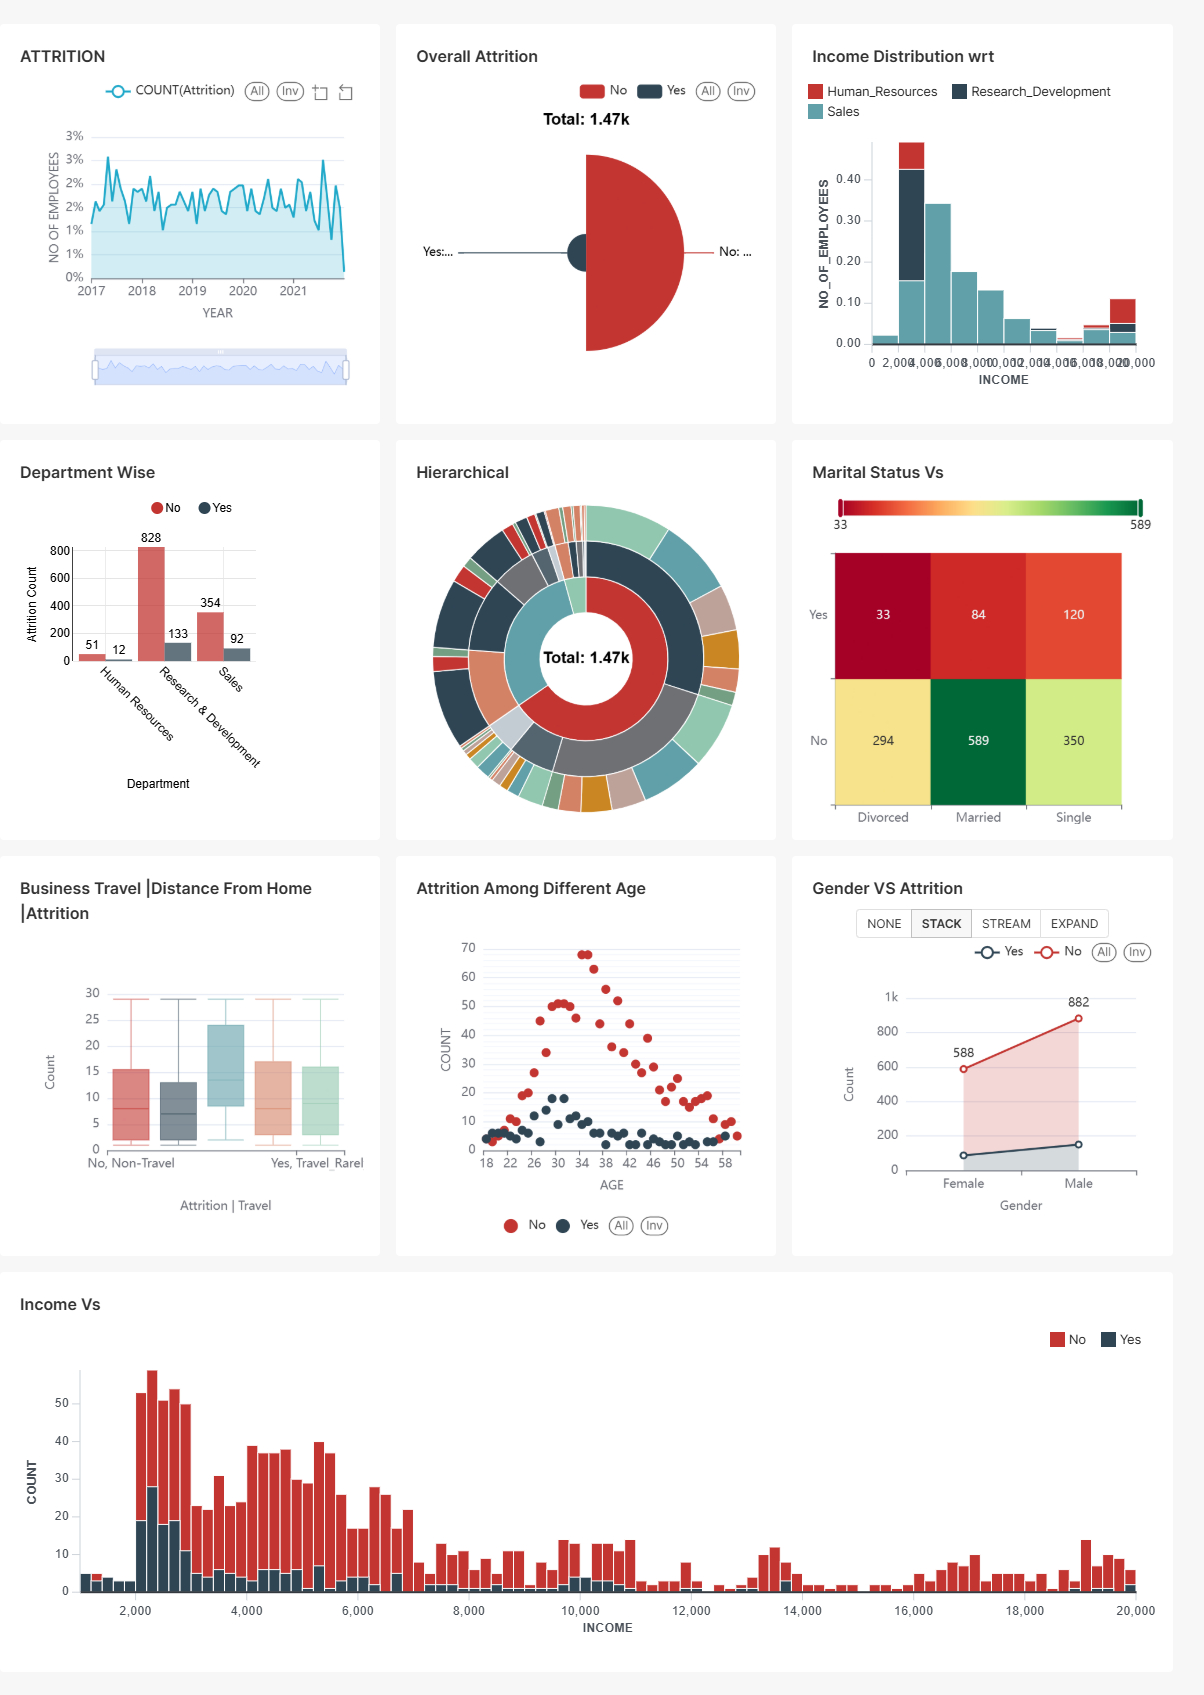 ATTRITION
COUNT(Attrition) All Inv
3%
3%
2%
2%
1%
1%
0%
NO OF EMPLOYEES
2017 2018 2019 2020 2021
YEAR
Overall Attrition
No Yes All Inv
Total: 1.47k
Yes:... No: ...
Income Distribution wrt
Human_Resources Research_Development
Sales
0.40
0.30
0.20
0.10
0.00
NO_OF_EMPLOYEES
0 2,000 4,000 6,000 8,000 10,000 12,000 14,000 16,000 18,000 20,000
INCOME
Department Wise
No Yes
800
600
400
200
0
Attrition Count
828
354
133
51 12
92
Human Resources
Research & Development
Sales
Department
Hierarchical
Total: 1.47k
Marital Status Vs
33 589
Yes 33 84 120
No 294 589 350
Divorced Married Single
Business Travel |Distance From Home
|Attrition
30
25
20
15
10
5
0
Count
No, Non-Travel Yes, Travel_Rarel
Attrition | Travel
Attrition Among Different Age
70
60
50
40
30
20
10
0
COUNT
18 22 26 30 34 38 42 46 50 54 58
AGE
No Yes All Inv
Gender VS Attrition
NONE STACK STREAM EXPAND
Yes No All Inv
1k
800
600
400
200
0
Count
882
588
Female Male
Gender
Income Vs
No Yes
50
40
30
20
10
0
COUNT
2,000 4,000 6,000 8,000 10,000 12,000 14,000 16,000 18,000 20,000
INCOME